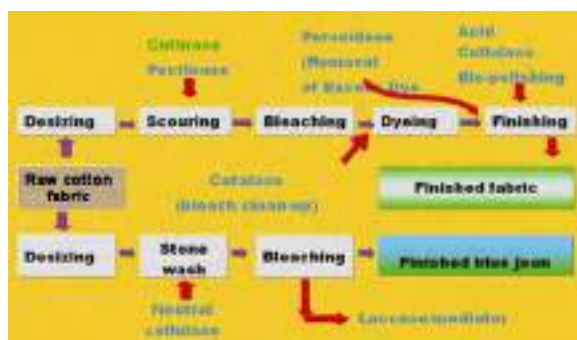 Cutinase
Pectinase
Peroxidase
(Removal
of Excess Dye
Acid
Cellulase
Bio-polishing
Desizing
Scouring
Bleaching
Dyeing
Finishing
Raw cotton
fabric
Catalase
(bleach clean-up)
Finished fabric
Desizing
Stone
wash
Bleaching
Finished blue jean
Neutral
cellulase
Laccase/mediator